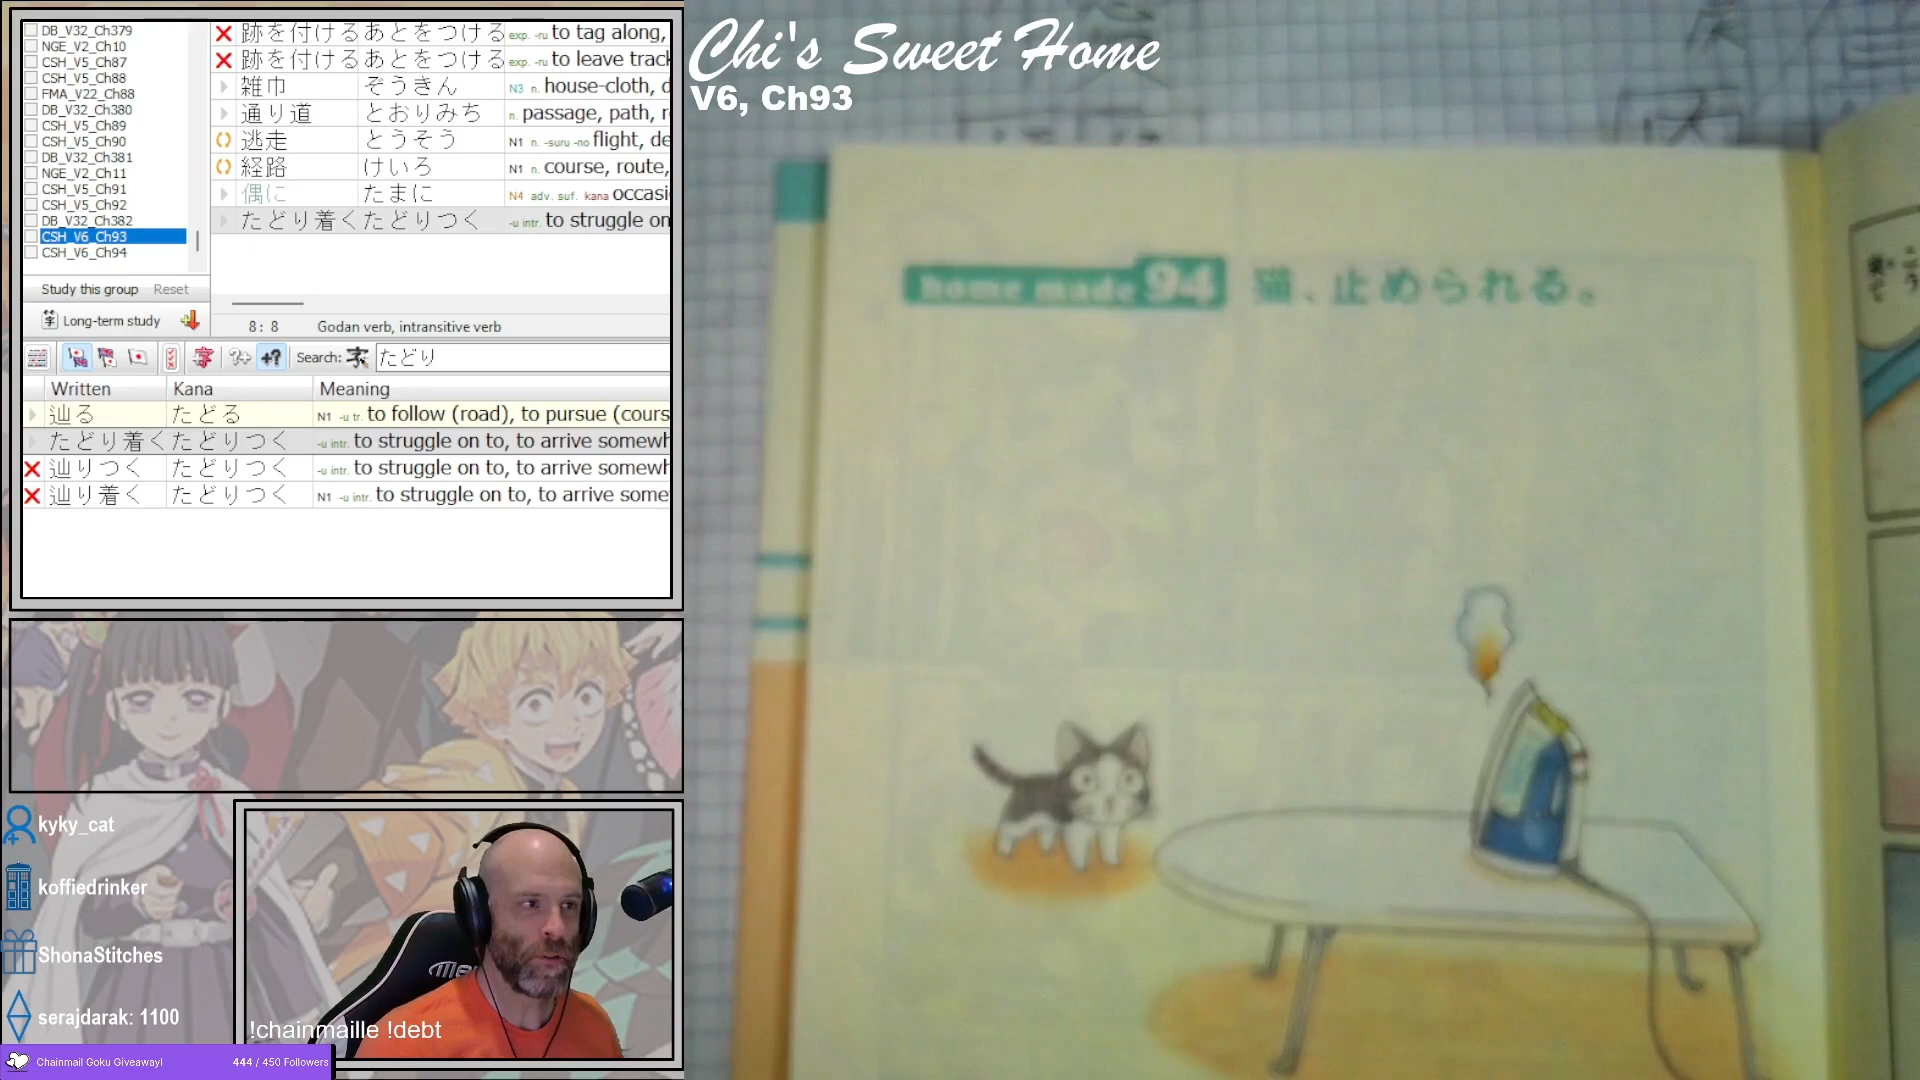 DB_V32_Ch379
NGE_V2_Ch10
CSH_V5_Ch87
CSH_V5_Ch88
FMA_V22_Ch88
DB_V32_Ch380
CSH_V5_Ch89
CSH_V5_Ch90
DB_V32_Ch381
NGE_V2_Ch11
CSH_V5_Ch91
CSH_V5_Ch92
DB_V32_Ch382
CSH_V6_Ch93
CSH_V6_Ch94
Study this group Reset
Long-term study
跡を付ける あとをつける exp. -ru to tag along,
跡を付ける あとをつける exp. -ru to leave track
雑巾 ぞうきん N3 n. house-cloth, d
通り道 とおりみち n. passage, path, r
逃走 とうそう N1 n. -suru -no flight, de
経路 けいろ N1 n. course, route,
偶に たまに N4 adv. suf. kana occasi
たどり着く たどりつく -u intr. to struggle on
8: 8 Godan verb, intransitive verb
Search: たどり
Written Kana Meaning
辿る たどる N1 -u tr. to follow (road), to pursue (cours
たどり着く たどりつく -u intr. to struggle on to, to arrive somewh
辿りつく たどりつく -u intr. to struggle on to, to arrive somewh
辿り着く たどりつく N1 -u intr. to struggle on to, to arrive some
kyky_cat
koffiedrinker
ShonaStitches
serajdarak: 1100
Chainmail Goku Giveaway! 444 / 450 Followers
!chainmaille !debt
Chi's Sweet Home
V6, Ch93
home made 94 猫、止められる。